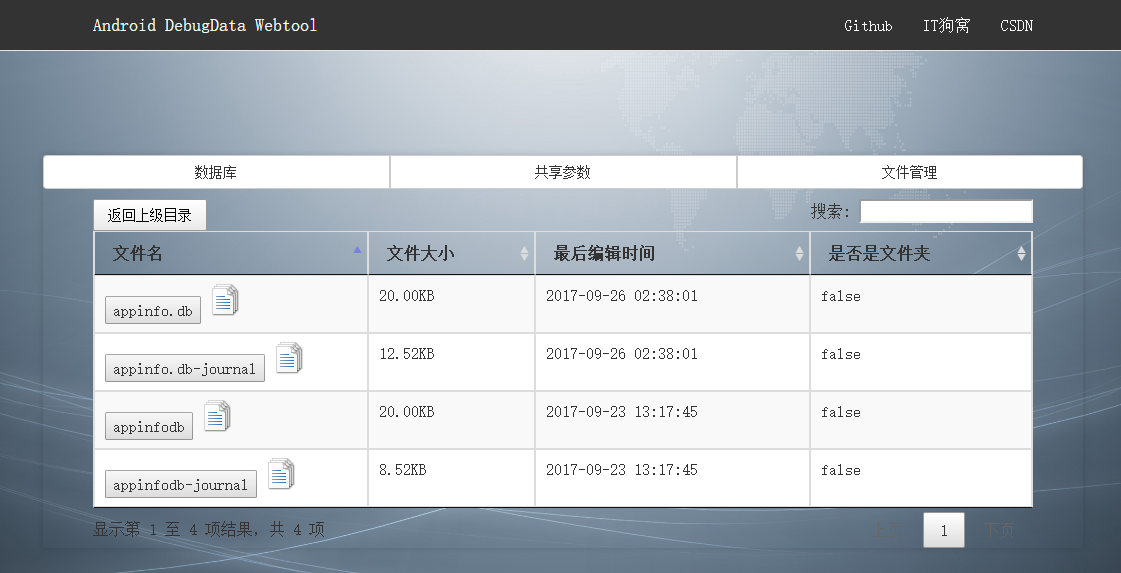 Android DebugData Webtool Github IT狗窝 CSDN
数据库 共享参数 文件管理
返回上级目录 搜索:
文件名 文件大小 最后编辑时间 是否是文件夹
appinfo.db 20.00KB 2017-09-26 02:38:01 false
appinfo.db-journal 12.52KB 2017-09-26 02:38:01 false
appinfodb 20.00KB 2017-09-23 13:17:45 false
appinfodb-journal 8.52KB 2017-09-23 13:17:45 false
显示第 1 至 4 项结果，共 4 项 上页 1 下页